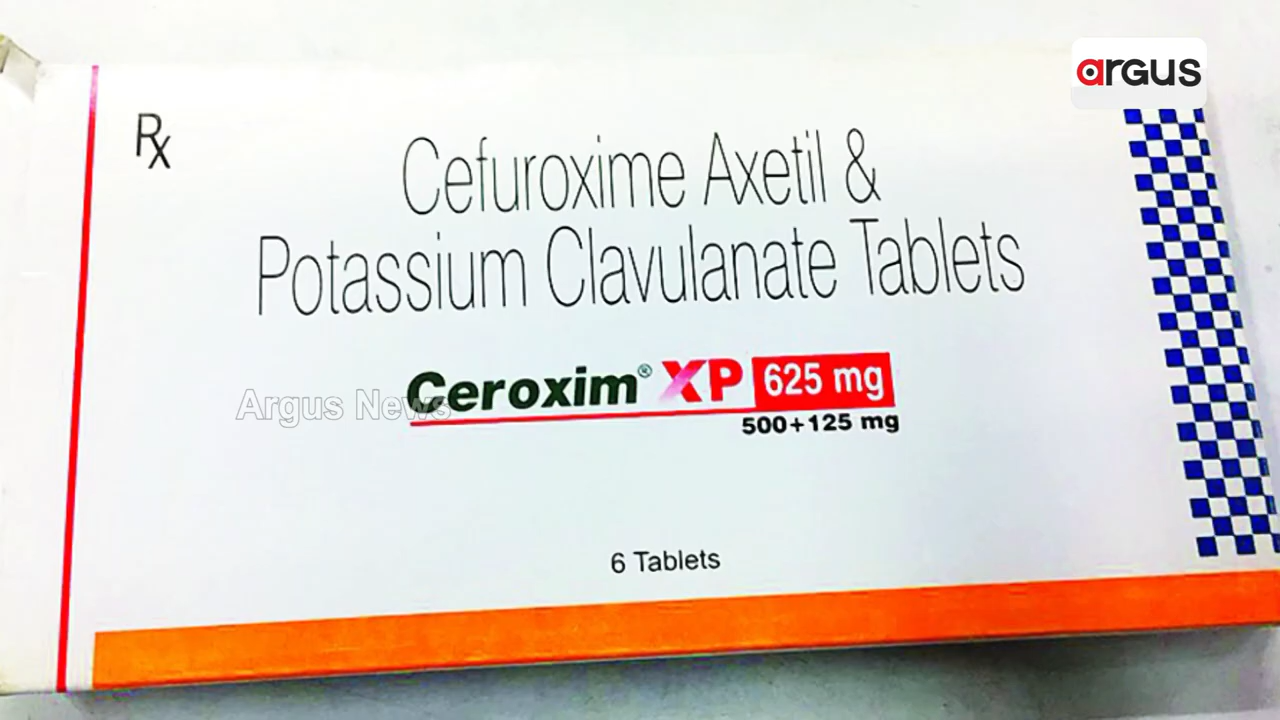 arGUS
Rx
Cefuroxime Axetil &
Potassium Clavulanate Tablets
Ceroxim® XP 625 mg
500+125 mg
Argus News
6 Tablets